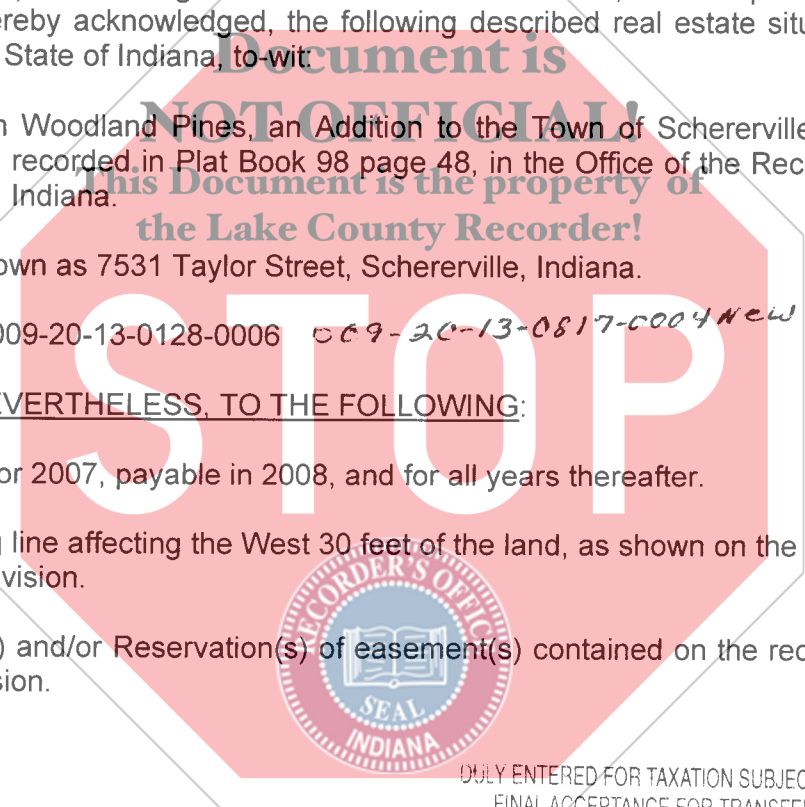 hereby acknowledged, the following described real estate situ
State of Indiana, to-wit:
Document is
NOT OFFICIAL!
This Document is the property of
the Lake County Recorder!
n Woodland Pines, an Addition to the Town of Schererville
recorded in Plat Book 98 page 48, in the Office of the Rec
Indiana.
own as 7531 Taylor Street, Schererville, Indiana.
009-20-13-0128-0006 009-20-13-0817-0004 New
STOP
EVERTHELESS, TO THE FOLLOWING:
or 2007, payable in 2008, and for all years thereafter.
g line affecting the West 30 feet of the land, as shown on the
vision.
) and/or Reservation(s) of easement(s) contained on the rec
sion.
RECORDER'S OFFICE
SEAL
INDIANA
DULY ENTERED FOR TAXATION SUBJEC
FINAL ACCEPTANCE FOR TRANSFER